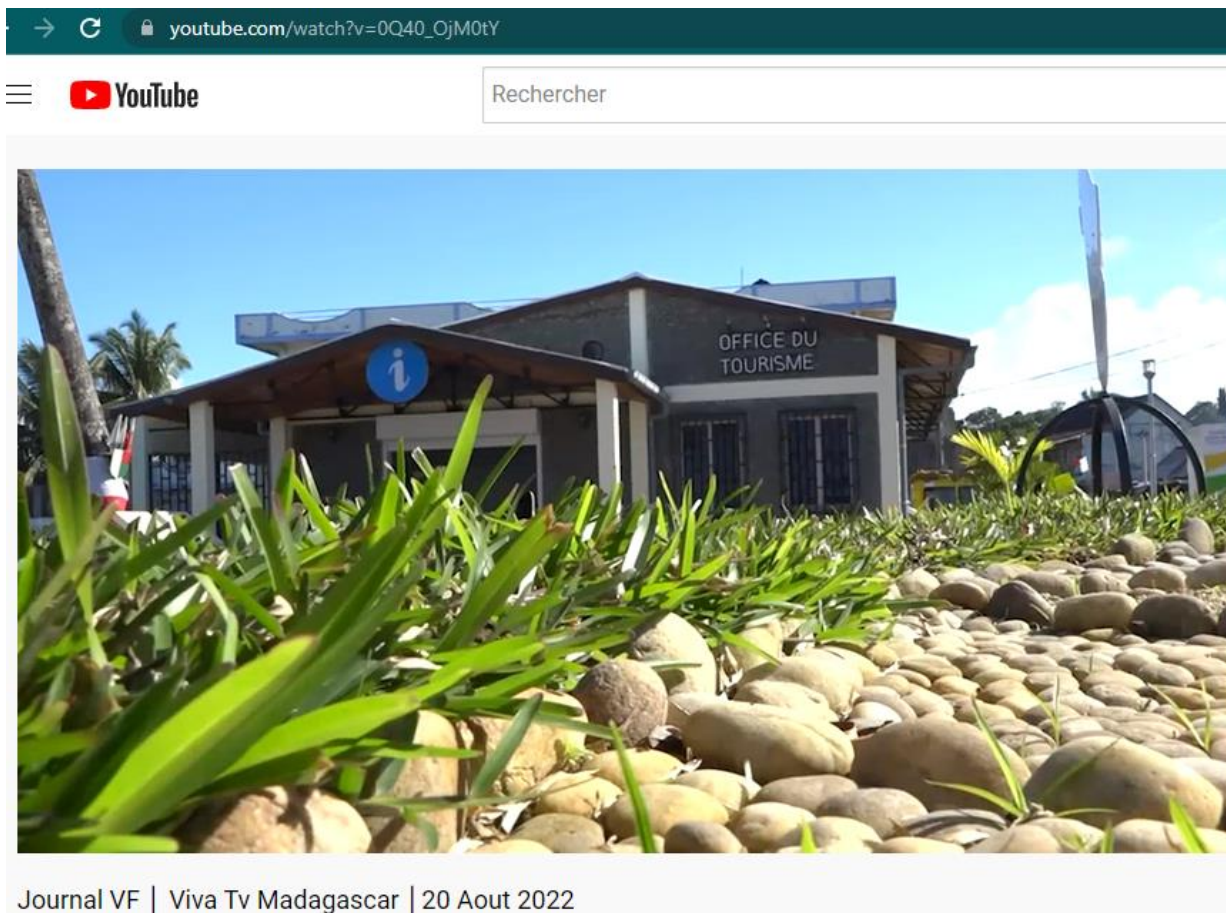 youtube.com/watch?v=0Q40_OjM0tY
YouTube
Rechercher
i
OFFICE DU
TOURISME
Journal VF | Viva Tv Madagascar | 20 Aout 2022